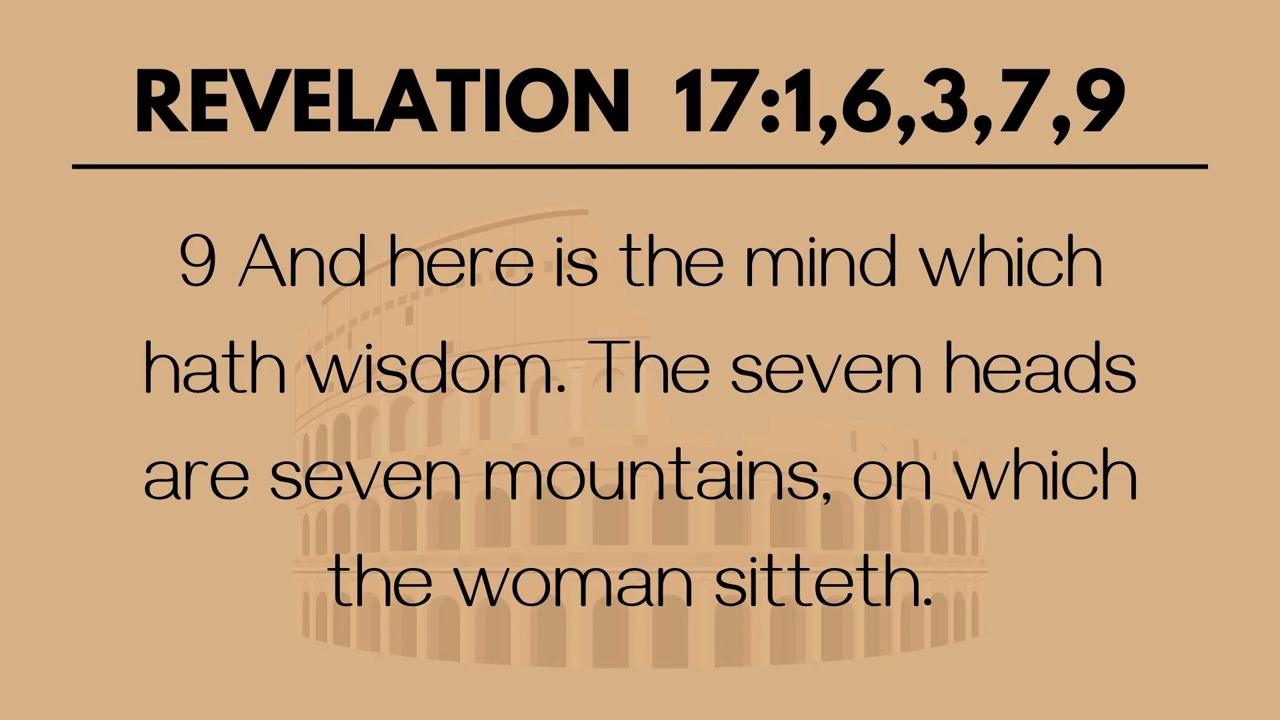 REVELATION 17:1,6,3,7,9
9 And here is the mind which
hath wisdom. The seven heads
are seven mountains, on which
the woman sitteth.